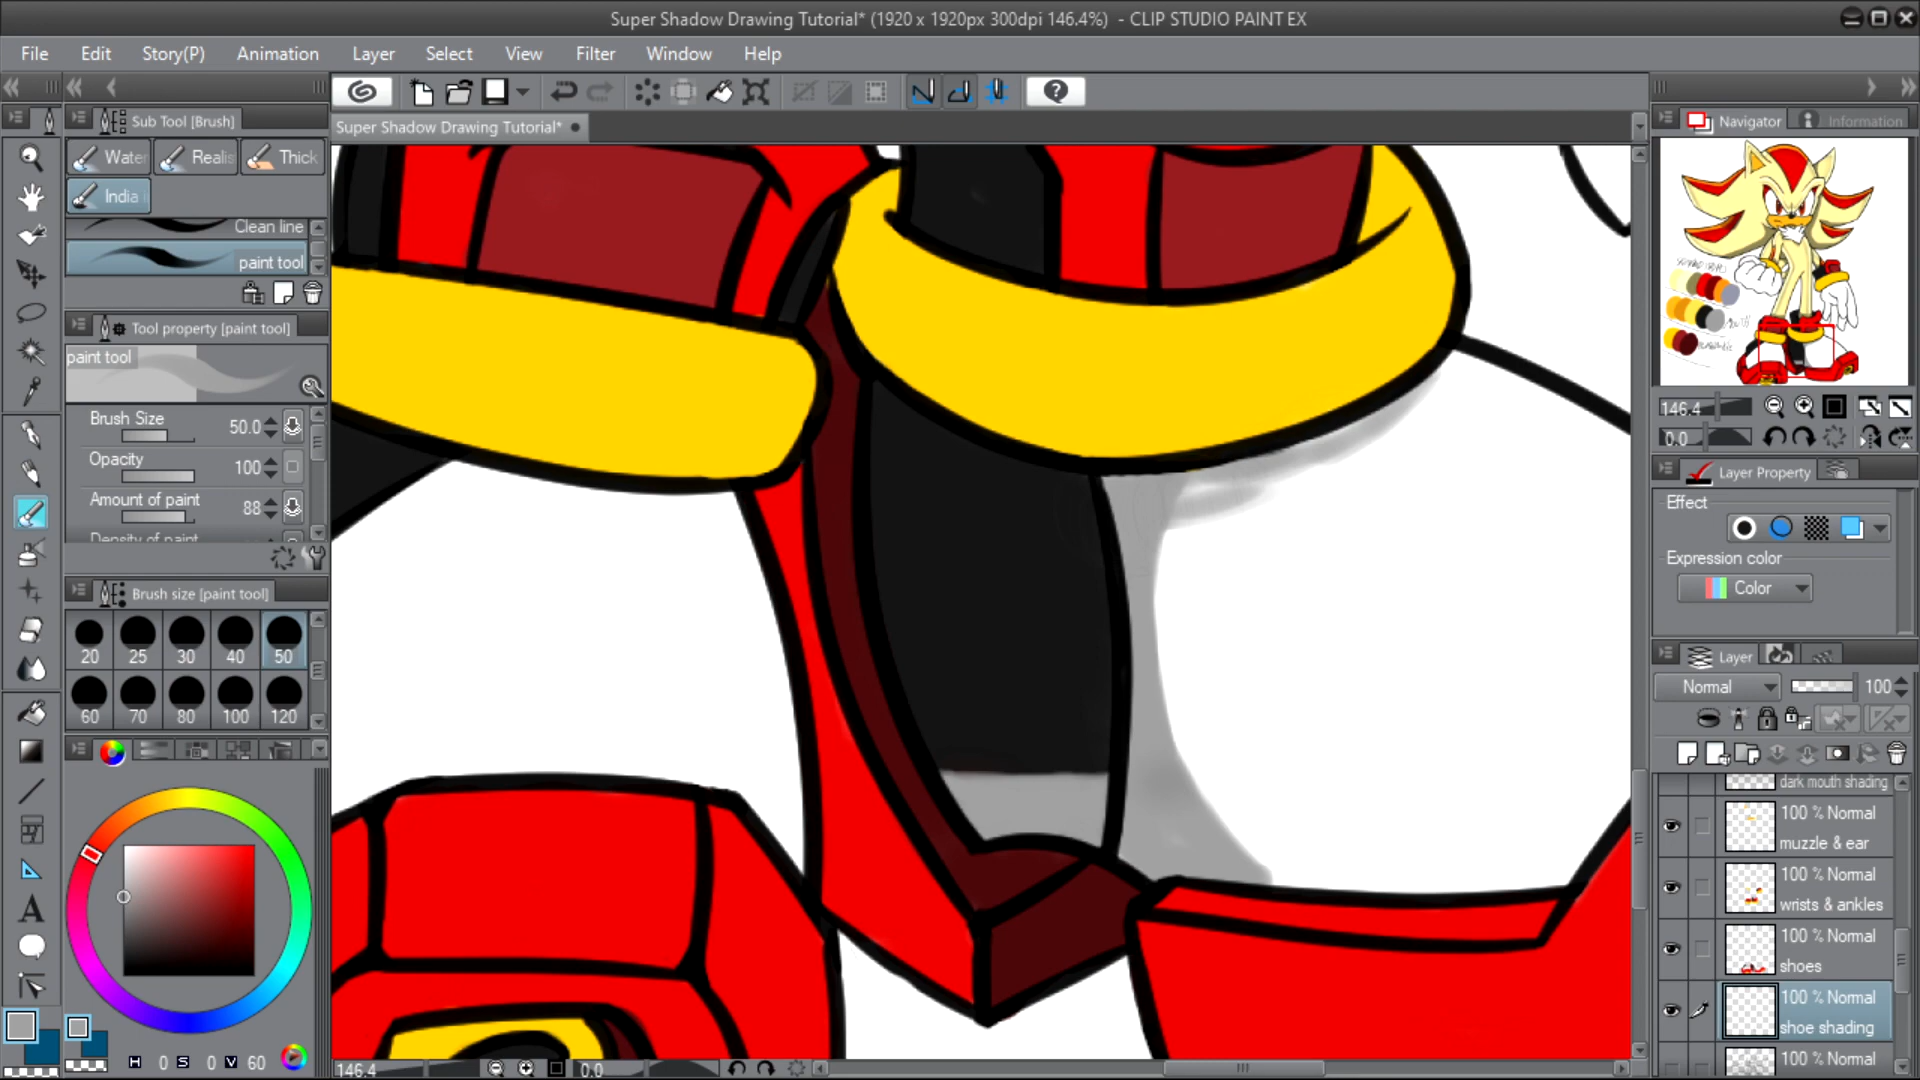 Super Shadow Drawing Tutorial* (1920 x 1920px 300dpi 146.4%) - CLIP STUDIO PAINT EX
File Edit Story(P) Animation Layer Select View Filter Window Help
Sub Tool [Brush]
Super Shadow Drawing Tutorial*
Navigator Information
Water Realis Thick
India
Clean line
paint tool
Tool property [paint tool]
paint tool
Brush Size 50.0
Opacity 100
Amount of paint 88
Density of paint
Brush size [paint tool]
20 25 30 40 50
60 70 80 100 120
H 0 S 0 V 60
146.4 0.0
146.4
0.0
Layer Property
Effect
Expression color
Color
Layer
Normal 100
dark mouth shading
100 % Normal
muzzle & ear
100 % Normal
wrists & ankles
100 % Normal
shoes
100 % Normal
shoe shading
100 % Normal